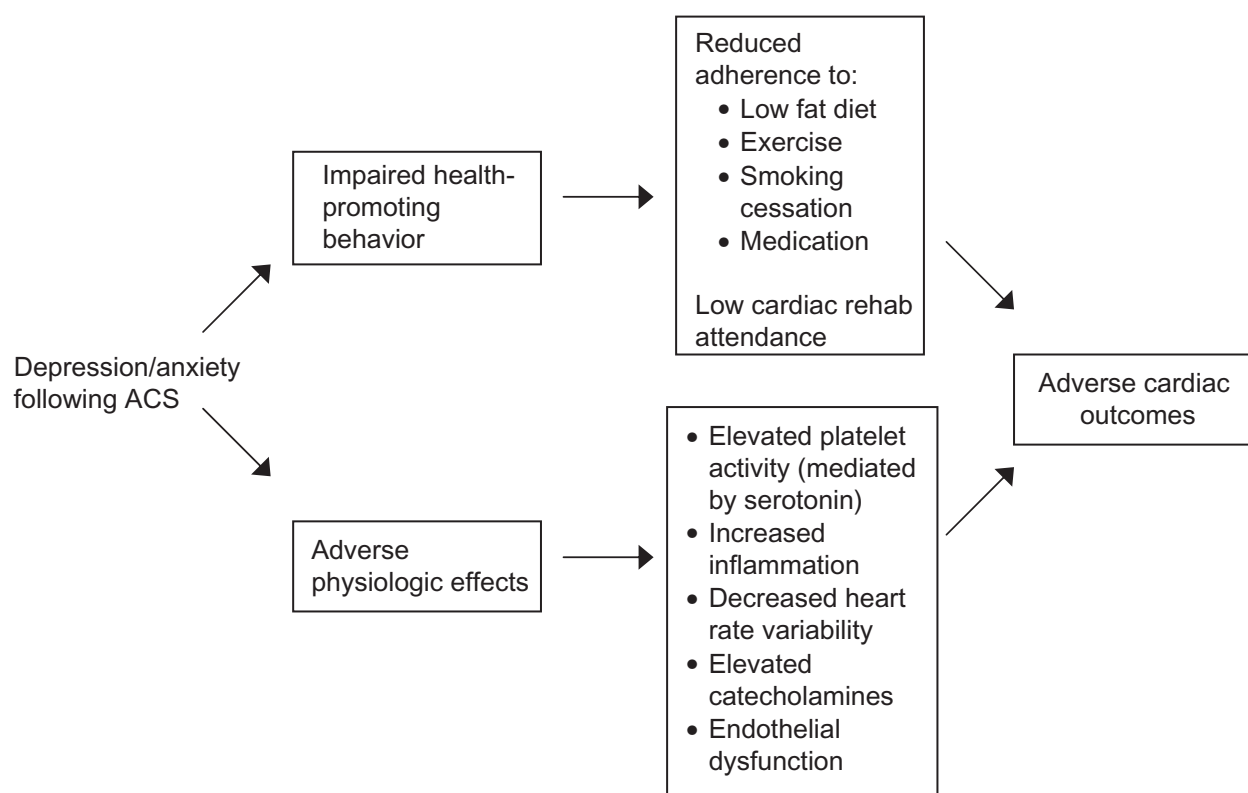 Depression/anxiety
following ACS
Impaired health-
promoting
behavior
Reduced
adherence to:
• Low fat diet
• Exercise
• Smoking
cessation
• Medication
Low cardiac rehab
attendance
Adverse
physiologic effects
• Elevated platelet
activity (mediated
by serotonin)
• Increased
inflammation
• Decreased heart
rate variability
• Elevated
catecholamines
• Endothelial
dysfunction
Adverse cardiac
outcomes